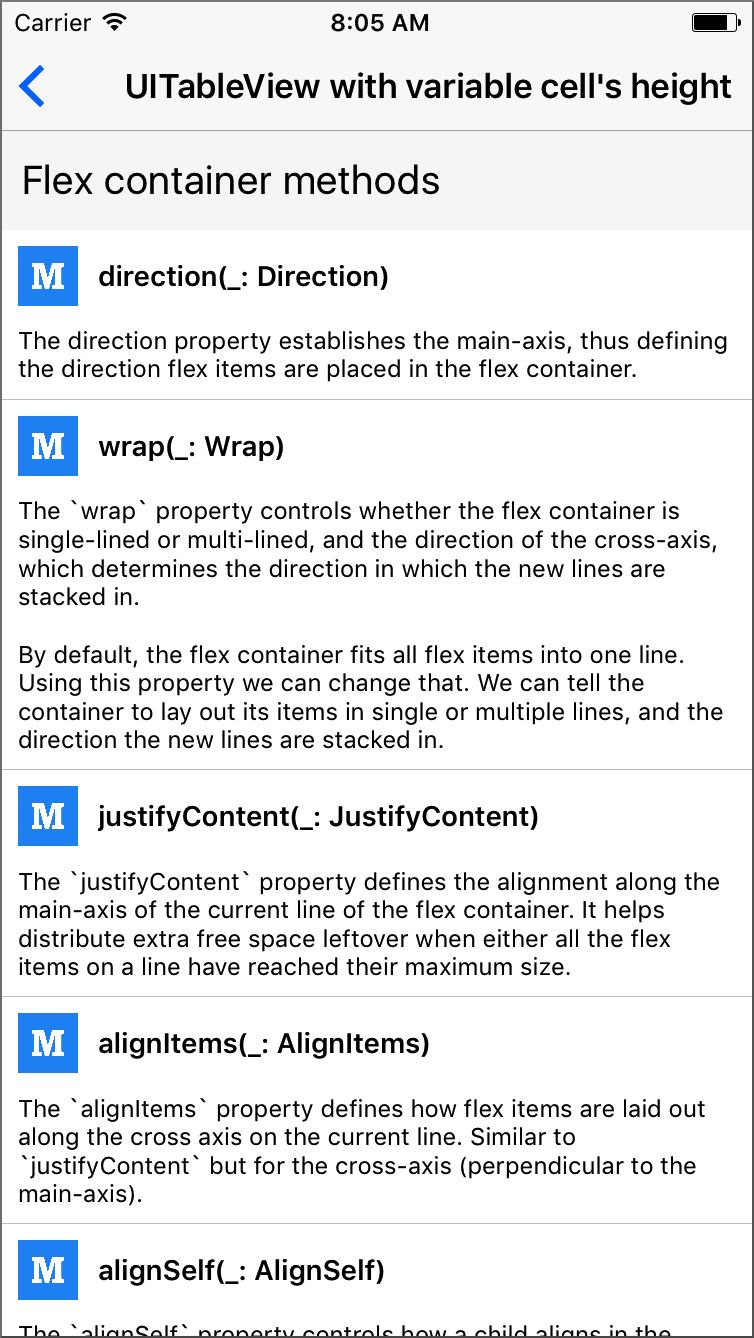 Carrier 8:05 AM
UITableView with variable cell's height
Flex container methods
M direction(_: Direction)
The direction property establishes the main-axis, thus defining
the direction flex items are placed in the flex container.
M wrap(_: Wrap)
The `wrap` property controls whether the flex container is
single-lined or multi-lined, and the direction of the cross-axis,
which determines the direction in which the new lines are
stacked in.
By default, the flex container fits all flex items into one line.
Using this property we can change that. We can tell the
container to lay out its items in single or multiple lines, and the
direction the new lines are stacked in.
M justifyContent(_: JustifyContent)
The `justifyContent` property defines the alignment along the
main-axis of the current line of the flex container. It helps
distribute extra free space leftover when either all the flex
items on a line have reached their maximum size.
M alignItems(_: AlignItems)
The `alignItems` property defines how flex items are laid out
along the cross axis on the current line. Similar to
`justifyContent` but for the cross-axis (perpendicular to the
main-axis).
M alignSelf(_: AlignSelf)
The `alignSelf` property controls how a child aligns in the